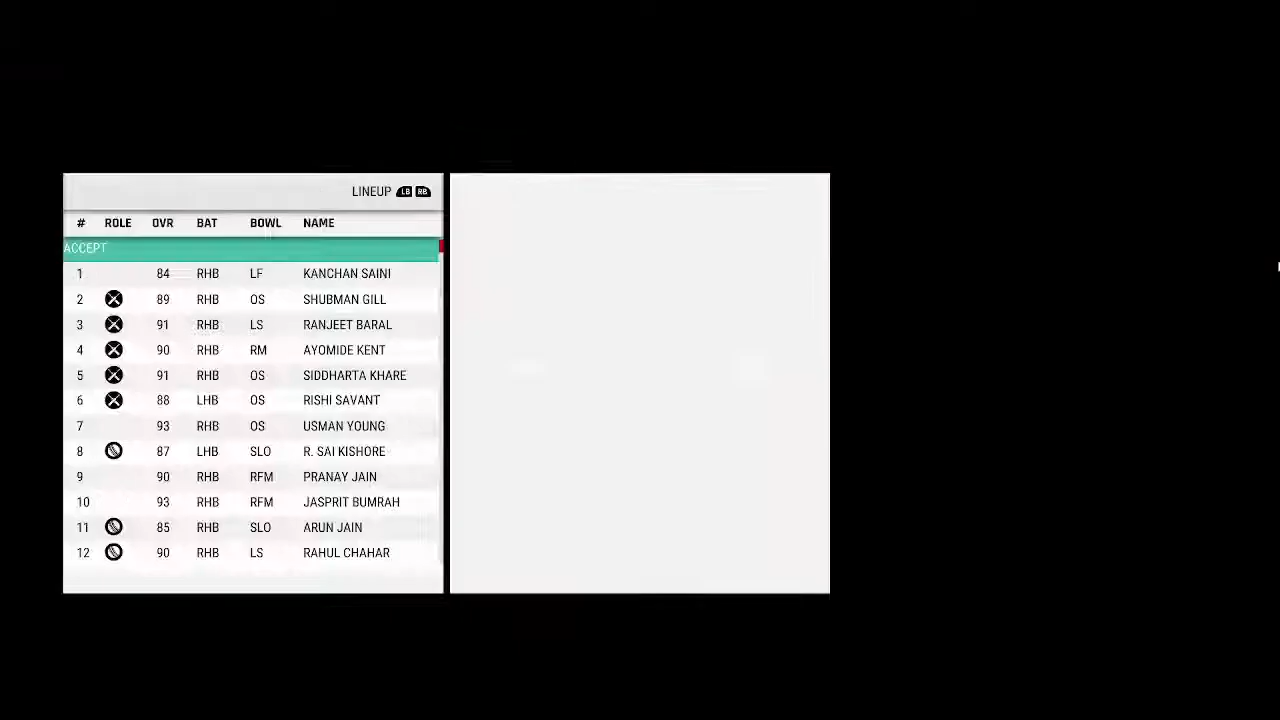 LINEUP LB RB
# ROLE OVR BAT BOWL NAME
ACCEPT
1 84 RHB LF KANCHAN SAINI
2 89 RHB OS SHUBMAN GILL
3 91 RHB LS RANJEET BARAL
4 90 RHB RM AYOMIDE KENT
5 91 RHB OS SIDDHARTA KHARE
6 88 LHB OS RISHI SAVANT
7 93 RHB OS USMAN YOUNG
8 87 LHB SLO R. SAI KISHORE
9 90 RHB RFM PRANAY JAIN
10 93 RHB RFM JASPRIT BUMRAH
11 85 RHB SLO ARUN JAIN
12 90 RHB LS RAHUL CHAHAR